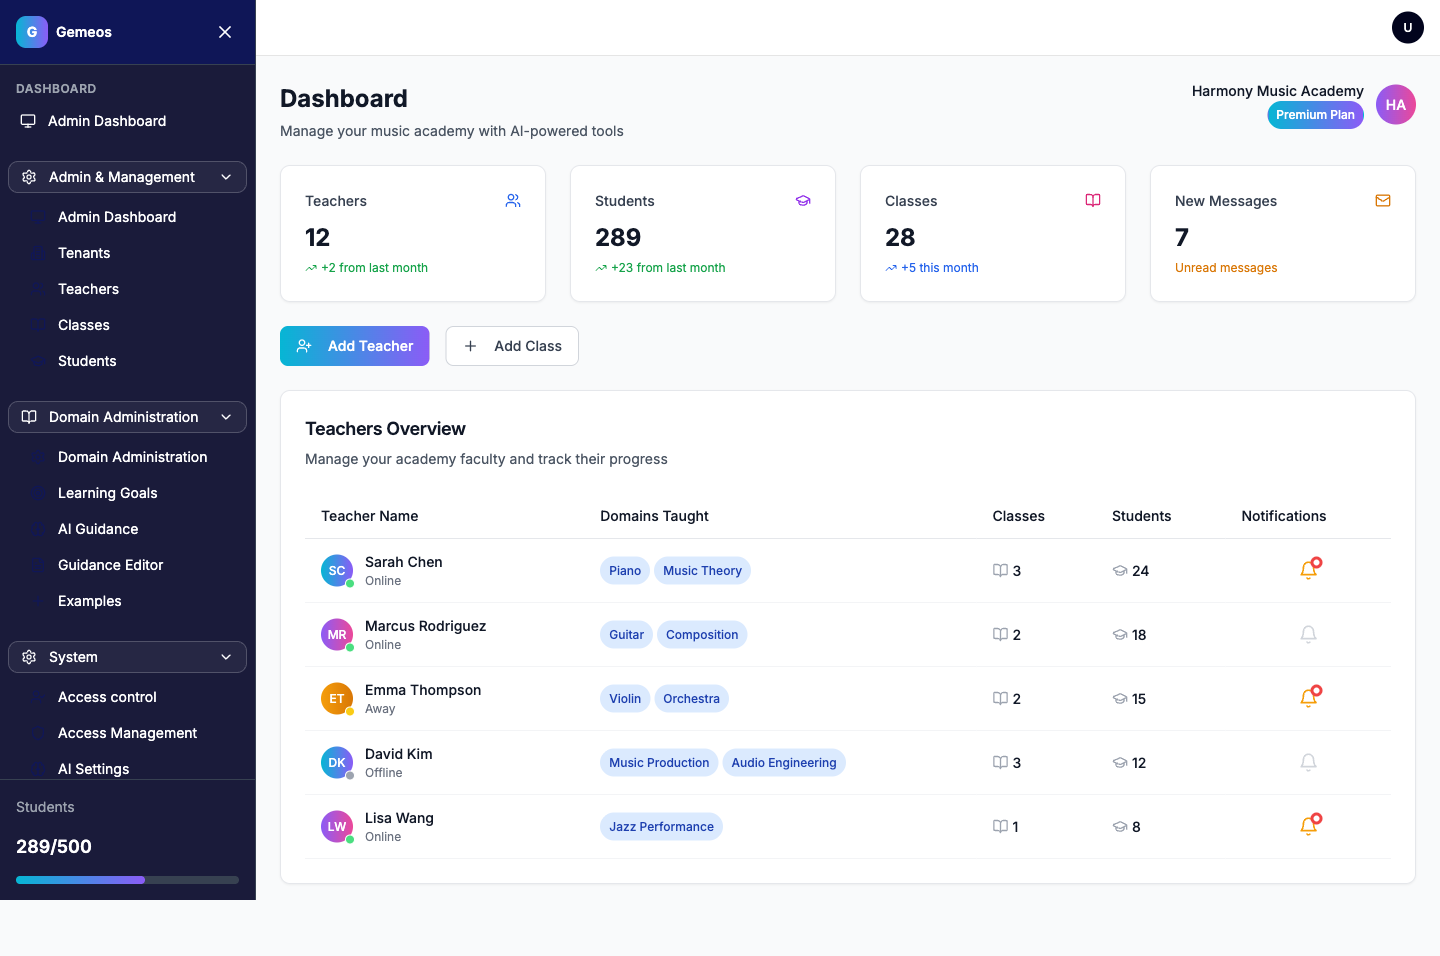 G Gemeos
DASHBOARD
Admin Dashboard
Admin & Management
Admin Dashboard
Tenants
Teachers
Classes
Students
Domain Administration
Domain Administration
Learning Goals
AI Guidance
Guidance Editor
Examples
System
Access control
Access Management
AI Settings
Students
289/500
U
Dashboard
Manage your music academy with AI-powered tools
Harmony Music Academy
Premium Plan
HA
Teachers
12
+2 from last month
Students
289
+23 from last month
Classes
28
+5 this month
New Messages
7
Unread messages
Add Teacher
Add Class
Teachers Overview
Manage your academy faculty and track their progress
Teacher Name Domains Taught Classes Students Notifications
SC Sarah Chen Piano Music Theory 3 24
Online
MR Marcus Rodriguez Guitar Composition 2 18
Online
ET Emma Thompson Violin Orchestra 2 15
Away
DK David Kim Music Production Audio Engineering 3 12
Offline
LW Lisa Wang Jazz Performance 1 8
Online